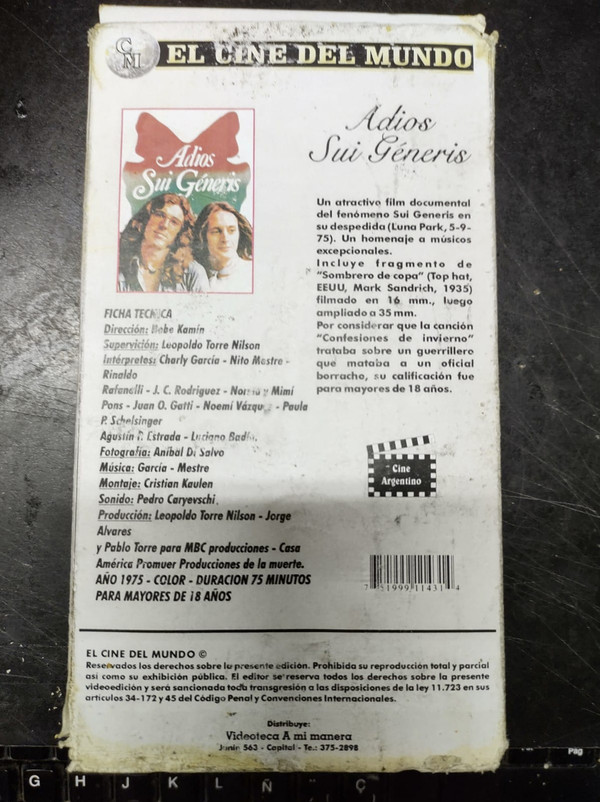 CM
EL CINE DEL MUNDO
Adios
Sui Géneris
Adios
Sui Géneris
Un atractivo film documental
del fenómeno Sui Generis en
su despedida (Luna Park, 5-9-
75). Un homenaje a músicos
excepcionales.
Incluye fragmento de
"Sombrero de copa" (Top hat,
EEUU, Mark Sandrich, 1935)
filmado en 16 mm., luego
ampliado a 35 mm.
Por considerar que la canción
"Confesiones de invierno"
trataba sobre un guerrillero
que mataba a un oficial
borracho, su calificación fue
para mayores de 18 años.
FICHA TECNICA
Dirección: Bebe Kamin
Supervición: Leopoldo Torre Nilson
Intérpretes: Charly García - Nito Mestre -
Rinaldo
Rafanelli - J. C. Rodriguez - Norma y Mimí
Pons - Juan O. Gatti - Noemí Vázquez - Paula
P. Schelsinger
Agustín P. Estrada - Luciano
Fotografía: Aníbal Di Salvo
Música: García - Mestre
Montaje: Cristian Kaulen
Sonido: Pedro Caryevschi
Producción: Leopoldo Torre Nilson - Jorge
Alvares
y Pablo Torre para MBC producciones - Casa
América Promuer Producciones de la muerte.
AÑO 1975 - COLOR - DURACION 75 MINUTOS
PARA MAYORES DE 18 AÑOS
Cine
Argentino
7 51999 11431 4
EL CINE DEL MUNDO ©
Reservados los derechos sobre la presente edición. Prohibida su reproducción total y parcial
así como su exhibición pública. El editor se reserva todos los derechos sobre la presente
videoedición y será sancionada toda transgresión a las disposiciones de la ley 11.723 en sus
artículos 34-172 y 45 del Código Penal y Convenciones Internacionales.
Distribuye:
Videoteca A mi manera
Junín 563 - Capital - Te.: 375-2898
Pág
G H J K L Ñ ¨ Ç